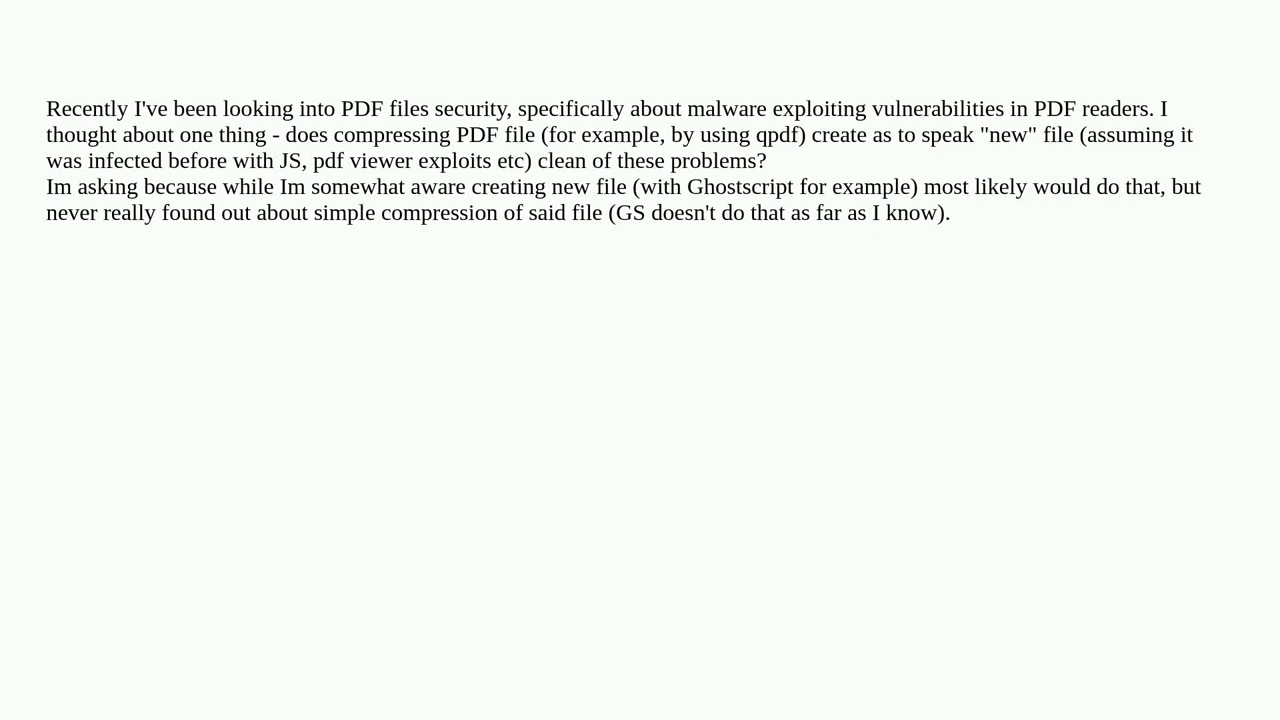 Recently I've been looking into PDF files security, specifically about malware exploiting vulnerabilities in PDF readers. I
thought about one thing - does compressing PDF file (for example, by using qpdf) create as to speak "new" file (assuming it
was infected before with JS, pdf viewer exploits etc) clean of these problems?
Im asking because while Im somewhat aware creating new file (with Ghostscript for example) most likely would do that, but
never really found out about simple compression of said file (GS doesn't do that as far as I know).